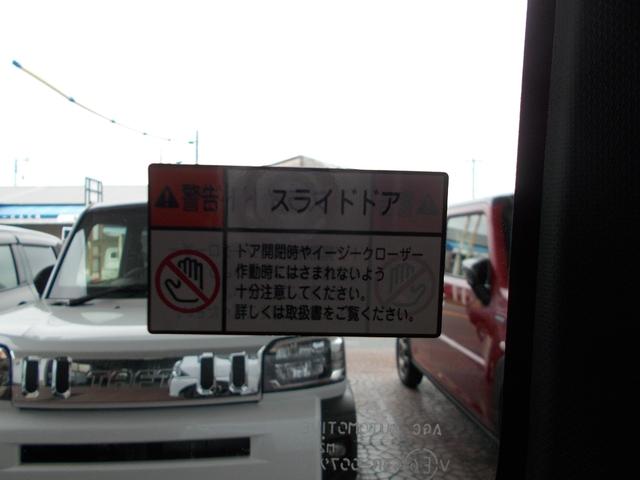 警告
スライドドア
ドア開閉時やイージークローザー
作動時にはさまれないよう
十分注意してください。
詳しくは取扱書をご覧ください。
TAFT
AGC AUTOMOTIVE